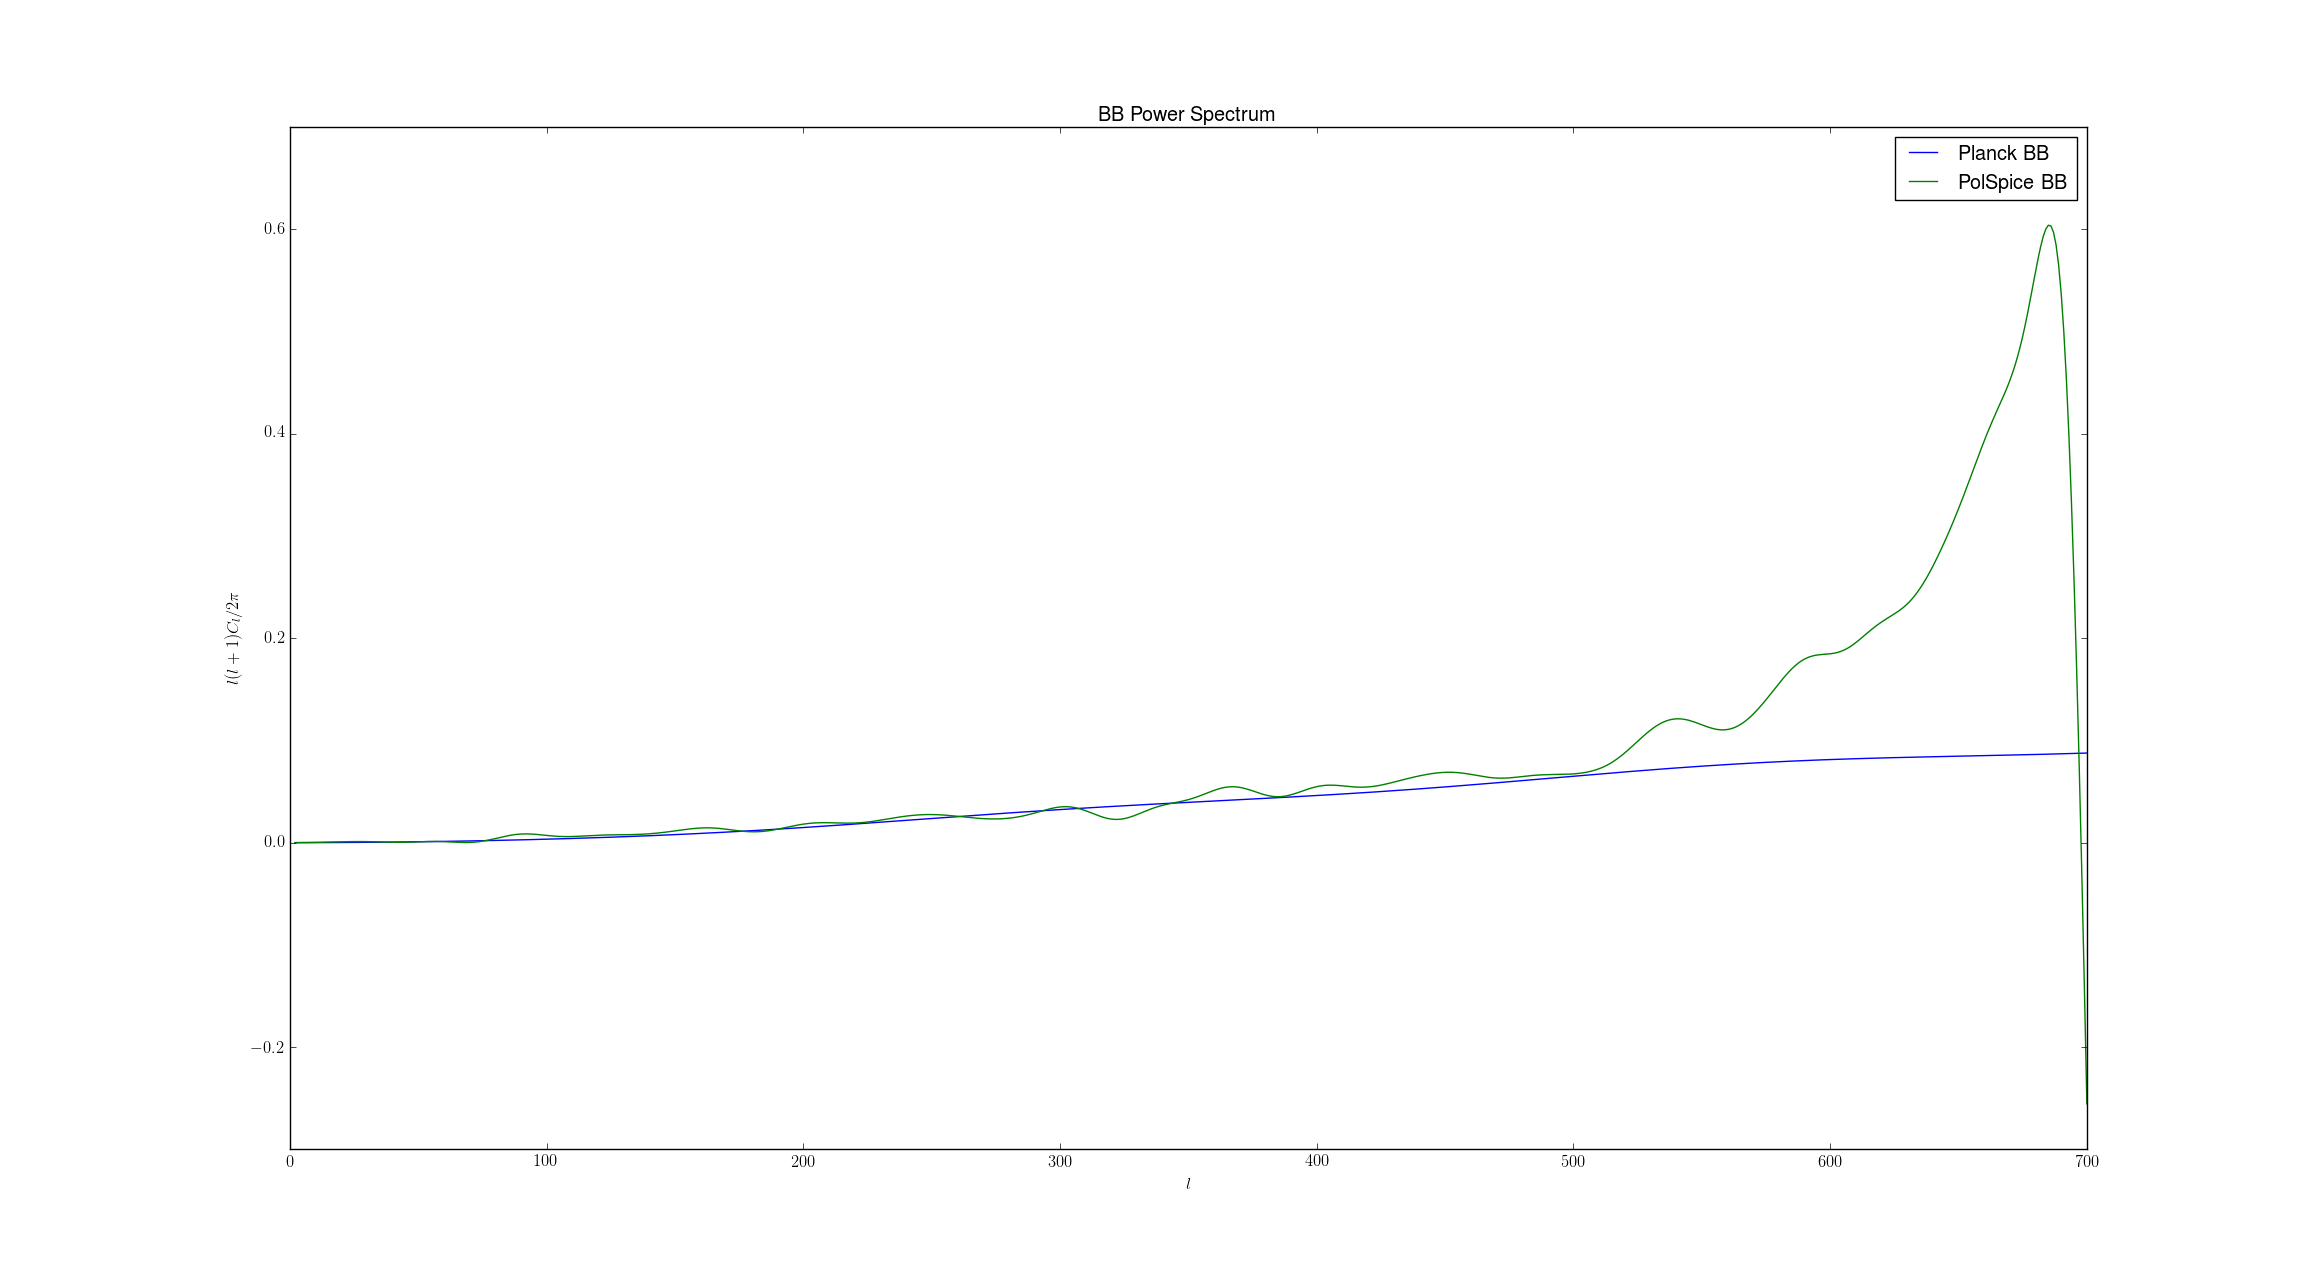 BB Power Spectrum
Planck BB
PolSpice BB
0.6
0.4
0.2
0.0
−0.2
l(l + 1)C_l/2π
0 100 200 300 400 500 600 700
l